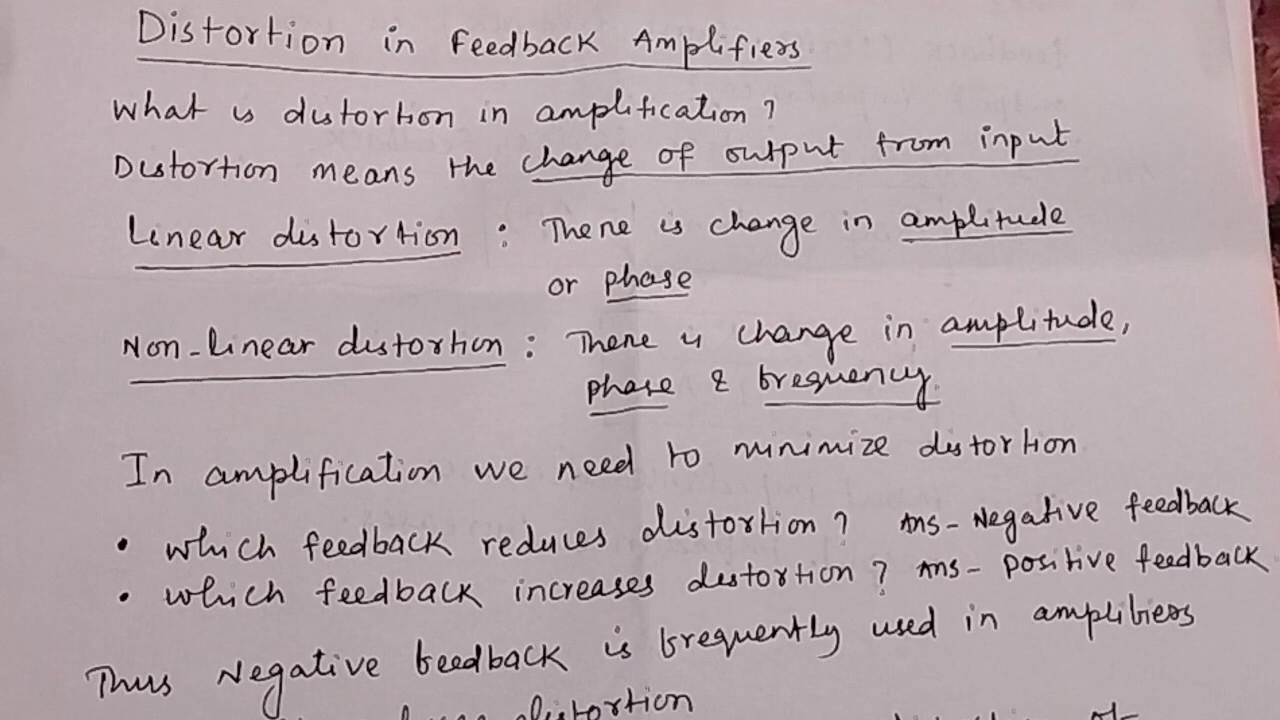 Distortion in Feedback Amplifiers
What is distortion in amplification?
Distortion means the change of output from input
Linear distortion : There is change in amplitude
or phase
Non-linear distortion : There is change in amplitude,
phase & frequency.
In amplification we need to minimize distortion
• which feedback reduces distortion? Ans- Negative feedback
• which feedback increases distortion? Ans- positive feedback
Thus Negative feedback is frequently used in amplifiers
distortion